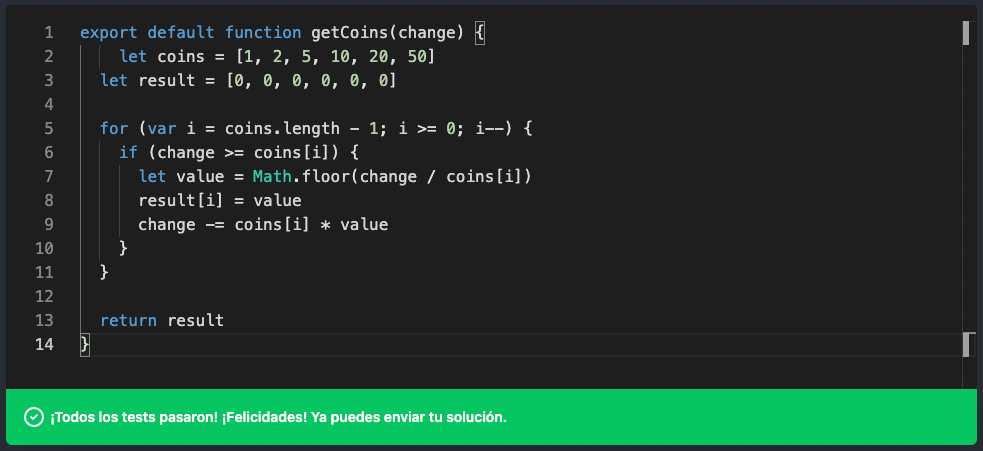 1 export default function getCoins(change) {
2 let coins = [1, 2, 5, 10, 20, 50]
3 let result = [0, 0, 0, 0, 0, 0]
4
5 for (var i = coins.length - 1; i >= 0; i--) {
6 if (change >= coins[i]) {
7 let value = Math.floor(change / coins[i])
8 result[i] = value
9 change -= coins[i] * value
10 }
11 }
12
13 return result
14 }
¡Todos los tests pasaron! ¡Felicidades! Ya puedes enviar tu solución.